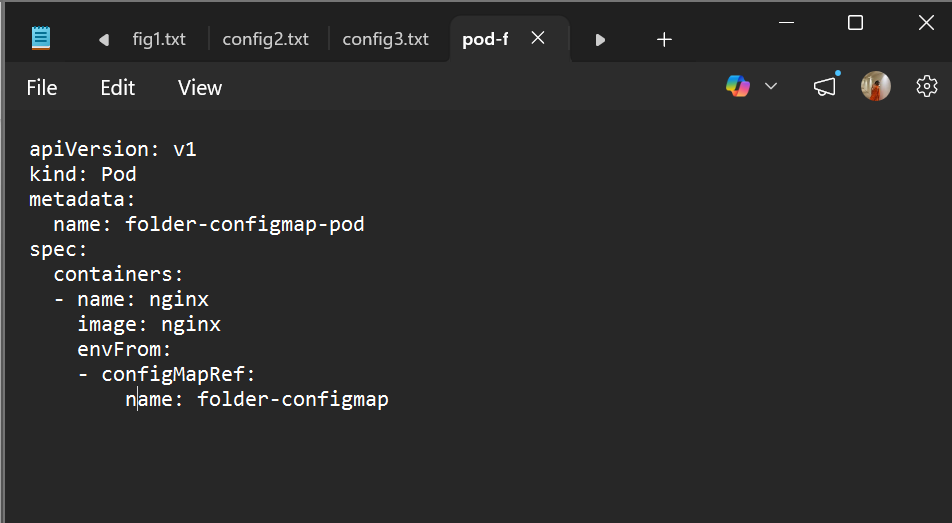 fig1.txt config2.txt config3.txt pod-f
File Edit View
apiVersion: v1
kind: Pod
metadata:
  name: folder-configmap-pod
spec:
  containers:
  - name: nginx
    image: nginx
    envFrom:
    - configMapRef:
        name: folder-configmap